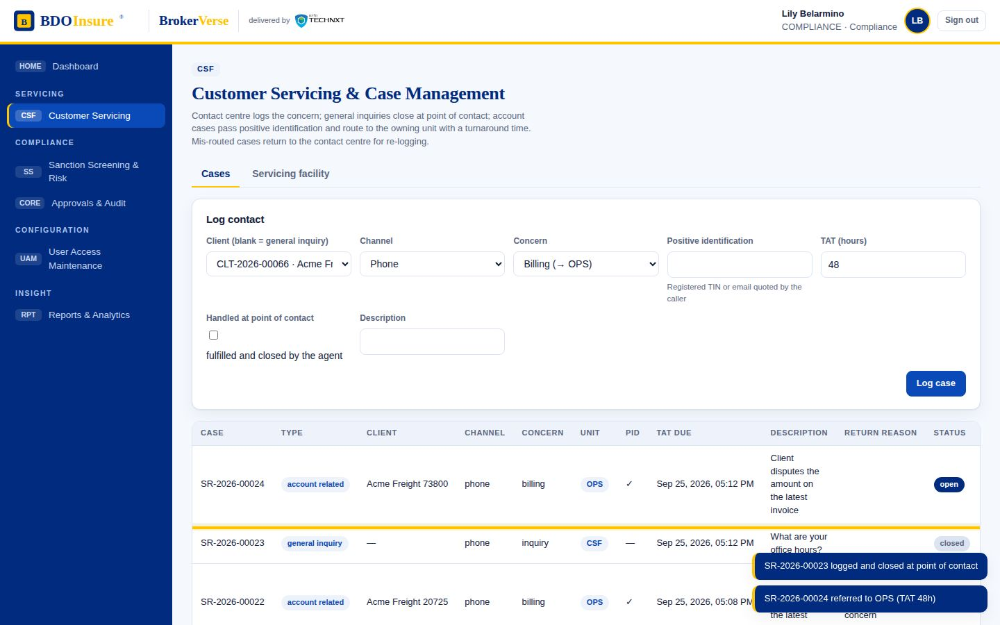 B BDOInsure ® BrokerVerse delivered by TECHNXT
Lily Belarmino
COMPLIANCE · Compliance
LB
Sign out
HOME Dashboard
SERVICING
CSF Customer Servicing
COMPLIANCE
SS Sanction Screening &
Risk
CORE Approvals & Audit
CONFIGURATION
UAM User Access
Maintenance
INSIGHT
RPT Reports & Analytics
CSF
Customer Servicing & Case Management
Contact centre logs the concern; general inquiries close at point of contact; account
cases pass positive identification and route to the owning unit with a turnaround time.
Mis-routed cases return to the contact centre for re-logging.
Cases Servicing facility
Log contact
Client (blank = general inquiry) Channel Concern Positive identification TAT (hours)
CLT-2026-00066 · Acme Fr Phone Billing (→ OPS) 48
Registered TIN or email quoted by the
caller
Handled at point of contact Description
fulfilled and closed by the agent
Log case
CASE TYPE CLIENT CHANNEL CONCERN UNIT PID TAT DUE DESCRIPTION RETURN REASON STATUS
SR-2026-00024 account related Acme Freight 73800 phone billing OPS ✓ Sep 25, 2026, 05:12 PM Client
disputes the
amount on
the latest
invoice
open
SR-2026-00023 general inquiry — phone inquiry CSF — Sep 25, 2026, 05:12 PM What are your
office hours?
closed
SR-2026-00022 account related Acme Freight 20725 phone billing OPS ✓ Sep 25, 2026, 05:08 PM
the latest concern
SR-2026-00023 logged and closed at point of contact
SR-2026-00024 referred to OPS (TAT 48h)